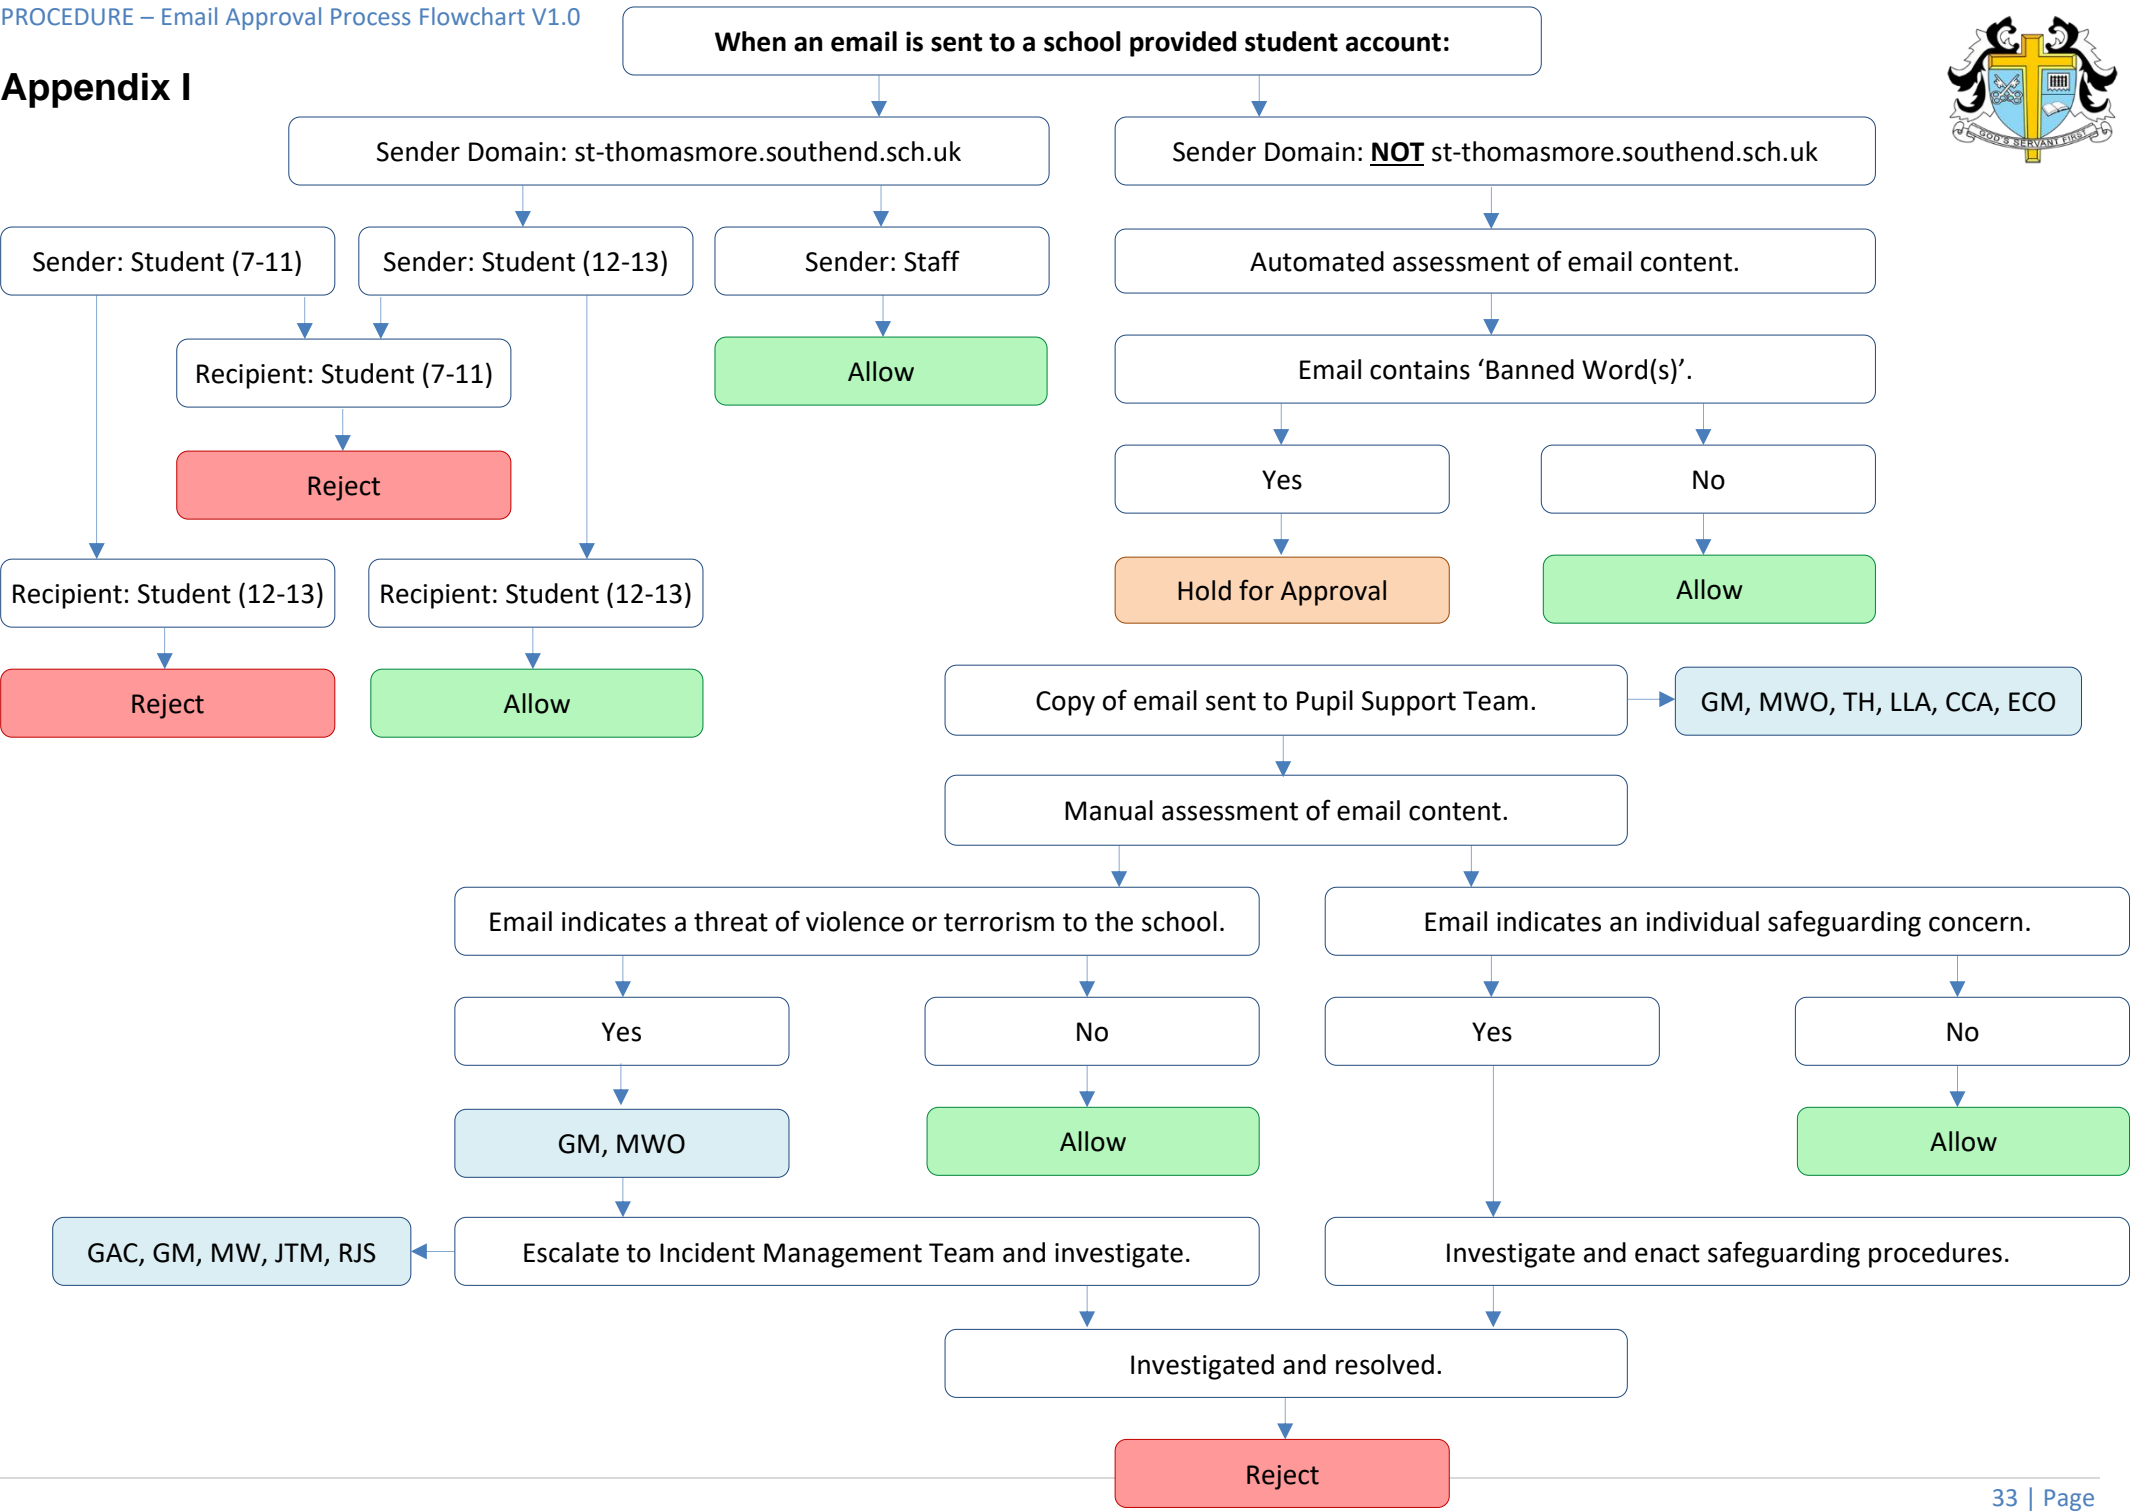 PROCEDURE – Email Approval Process Flowchart V1.0
Appendix I
When an email is sent to a school provided student account:
GOD'S SERVANT FIRST
Sender Domain: st-thomasmore.southend.sch.uk
Sender Domain: NOT st-thomasmore.southend.sch.uk
Sender: Student (7-11)
Sender: Student (12-13)
Sender: Staff
Automated assessment of email content.
Recipient: Student (7-11)
Allow
Email contains ‘Banned Word(s)’.
Reject
Yes
No
Recipient: Student (12-13)
Recipient: Student (12-13)
Hold for Approval
Allow
Reject
Allow
Copy of email sent to Pupil Support Team.
GM, MWO, TH, LLA, CCA, ECO
Manual assessment of email content.
Email indicates a threat of violence or terrorism to the school.
Email indicates an individual safeguarding concern.
Yes
No
Yes
No
GM, MWO
Allow
Allow
GAC, GM, MW, JTM, RJS
Escalate to Incident Management Team and investigate.
Investigate and enact safeguarding procedures.
Investigated and resolved.
Reject
33 | Page